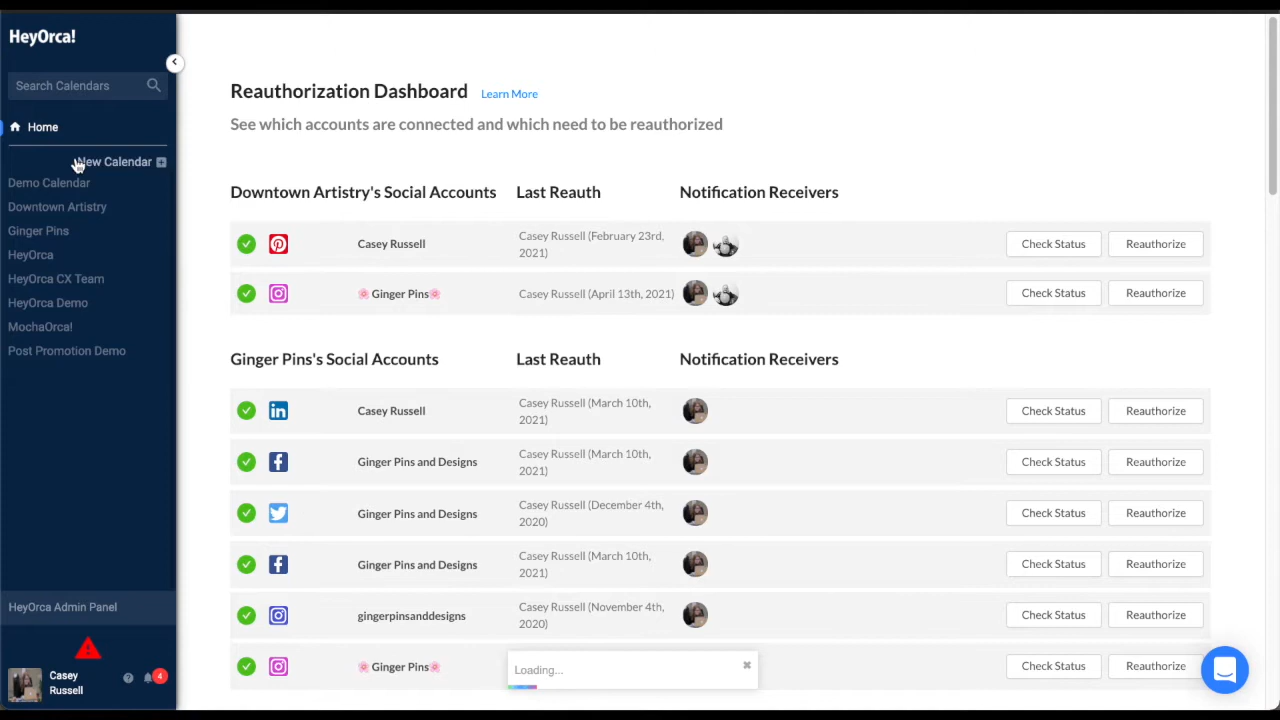 HeyOrca!
Search Calendars
Home
New Calendar
Demo Calendar
Downtown Artistry
Ginger Pins
HeyOrca
HeyOrca CX Team
HeyOrca Demo
MochaOrca!
Post Promotion Demo
HeyOrca Admin Panel
Casey
Russell
4
Reauthorization Dashboard Learn More
See which accounts are connected and which need to be reauthorized
Downtown Artistry's Social Accounts Last Reauth Notification Receivers
Casey Russell Casey Russell (February 23rd,
2021) Check Status Reauthorize
🌸Ginger Pins🌸 Casey Russell (April 13th, 2021) Check Status Reauthorize
Ginger Pins's Social Accounts Last Reauth Notification Receivers
Casey Russell Casey Russell (March 10th,
2021) Check Status Reauthorize
Ginger Pins and Designs Casey Russell (March 10th,
2021) Check Status Reauthorize
Ginger Pins and Designs Casey Russell (December 4th,
2020) Check Status Reauthorize
Ginger Pins and Designs Casey Russell (March 10th,
2021) Check Status Reauthorize
gingerpinsanddesigns Casey Russell (November 4th,
2020) Check Status Reauthorize
🌸Ginger Pins🌸 Check Status Reauthorize
Loading...